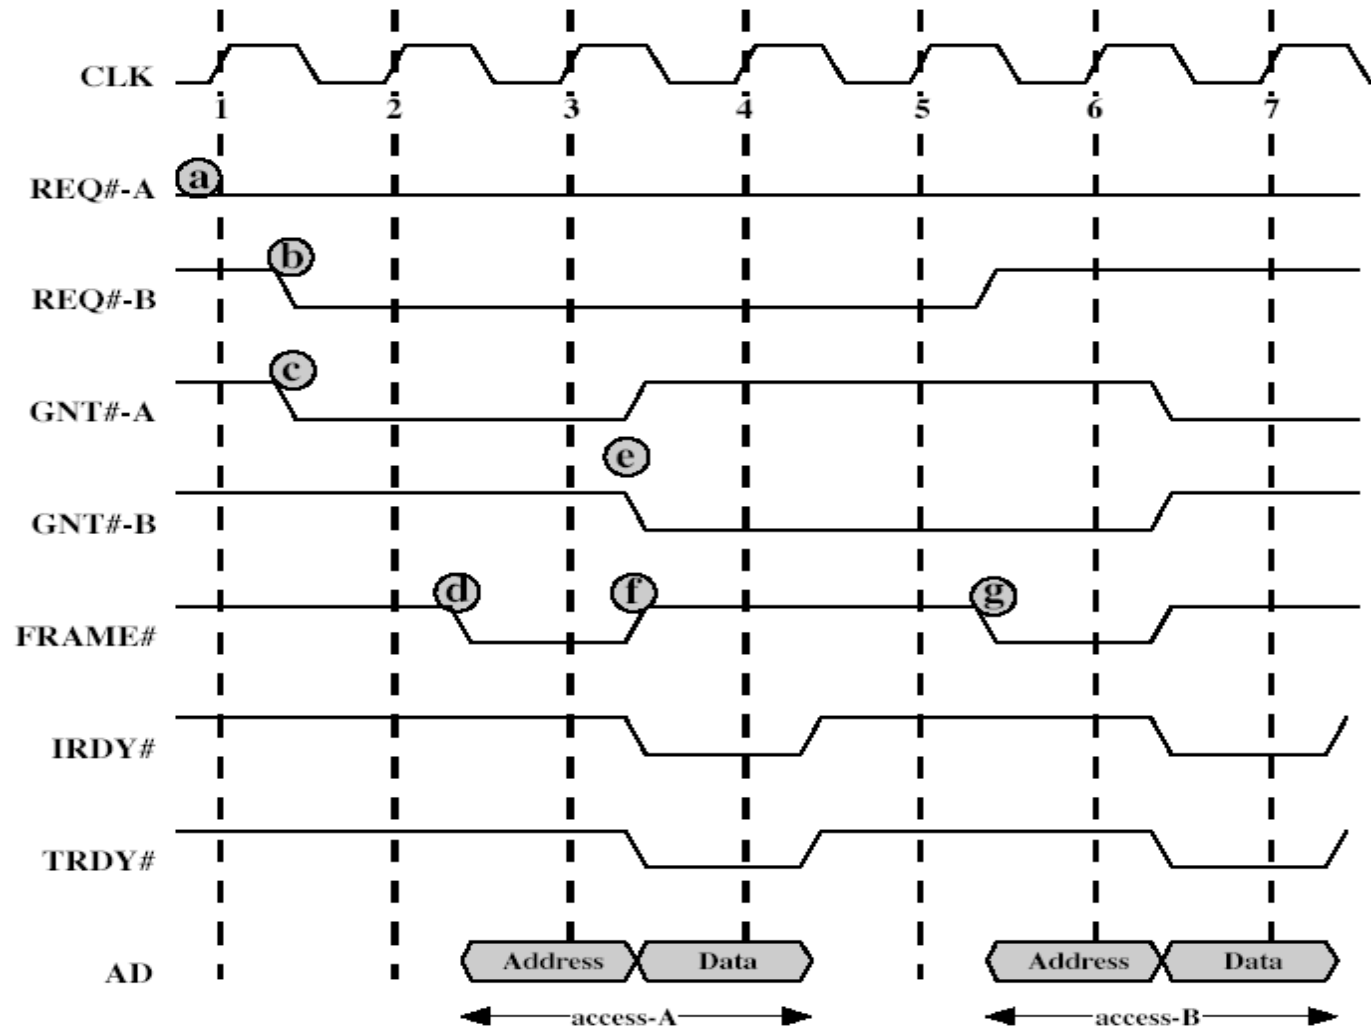 CLK
1 2 3 4 5 6 7
a
REQ#-A
b
REQ#-B
c
GNT#-A
e
GNT#-B
d f g
FRAME#
IRDY#
TRDY#
AD Address Data Address Data
access-A access-B